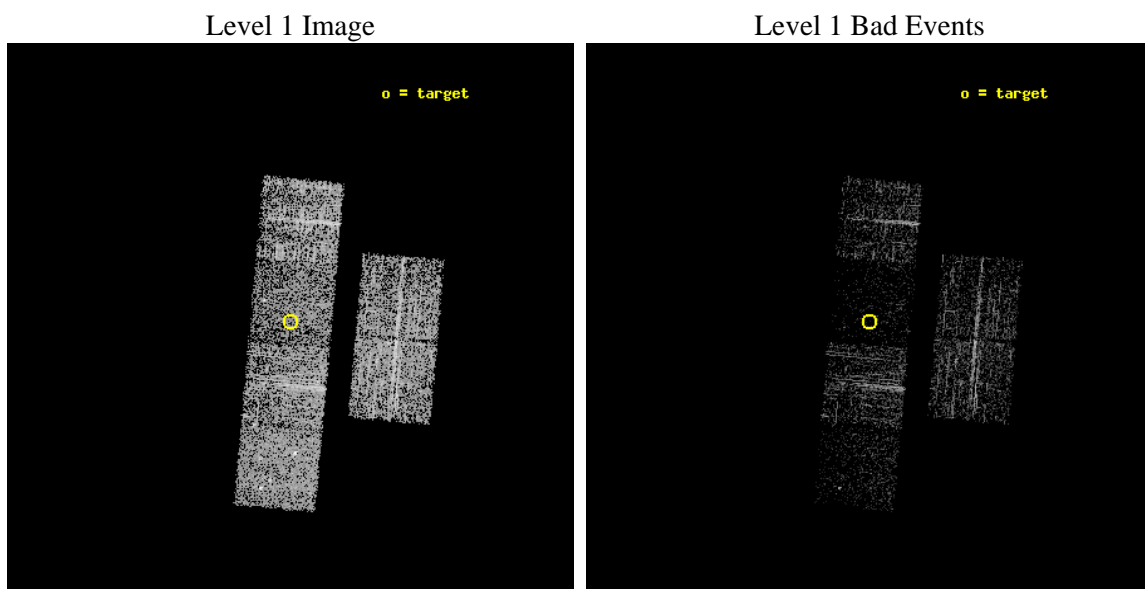 Level 1 Image
Level 1 Bad Events
o = target
o = target